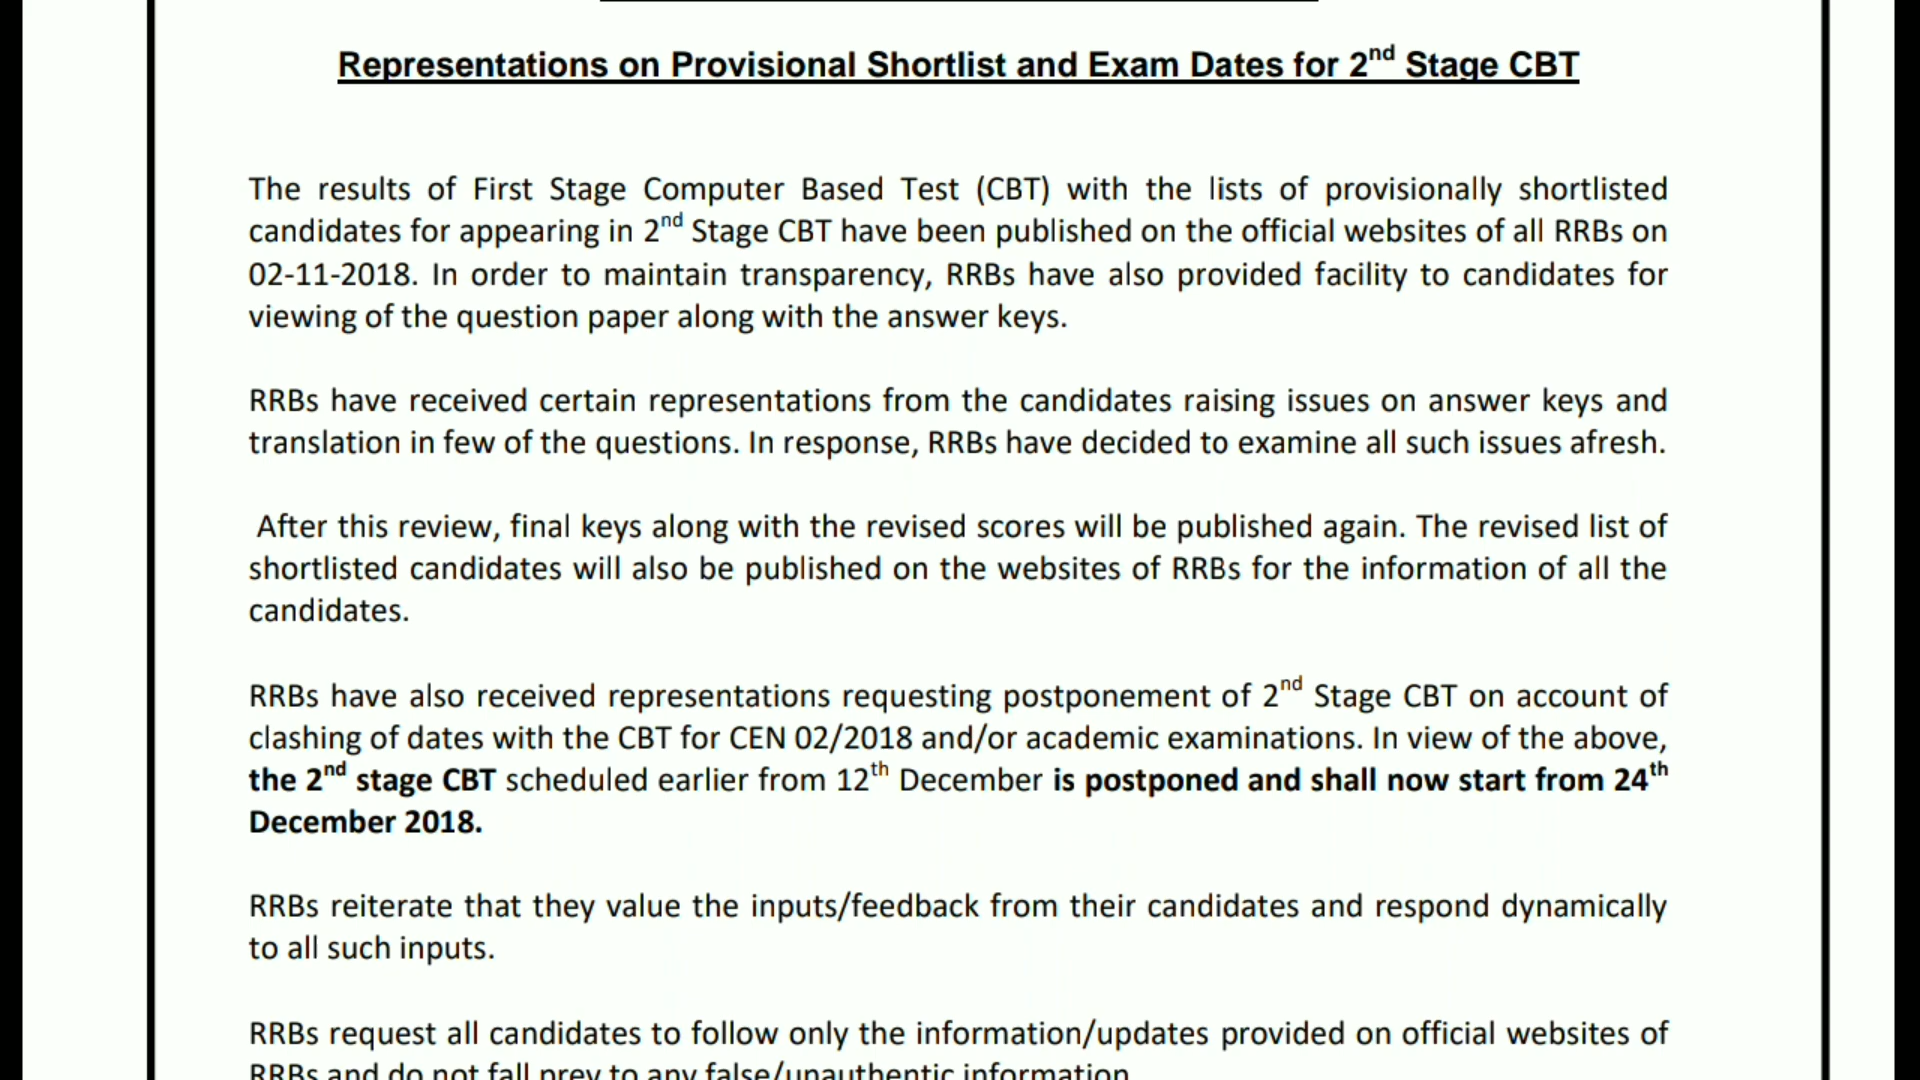 Representations on Provisional Shortlist and Exam Dates for 2nd Stage CBT
The results of First Stage Computer Based Test (CBT) with the lists of provisionally shortlisted
candidates for appearing in 2nd Stage CBT have been published on the official websites of all RRBs on
02-11-2018. In order to maintain transparency, RRBs have also provided facility to candidates for
viewing of the question paper along with the answer keys.
RRBs have received certain representations from the candidates raising issues on answer keys and
translation in few of the questions. In response, RRBs have decided to examine all such issues afresh.
After this review, final keys along with the revised scores will be published again. The revised list of
shortlisted candidates will also be published on the websites of RRBs for the information of all the
candidates.
RRBs have also received representations requesting postponement of 2nd Stage CBT on account of
clashing of dates with the CBT for CEN 02/2018 and/or academic examinations. In view of the above,
the 2nd stage CBT scheduled earlier from 12th December is postponed and shall now start from 24th
December 2018.
RRBs reiterate that they value the inputs/feedback from their candidates and respond dynamically
to all such inputs.
RRBs request all candidates to follow only the information/updates provided on official websites of
RRBs and do not fall prey to any false/unauthentic information.